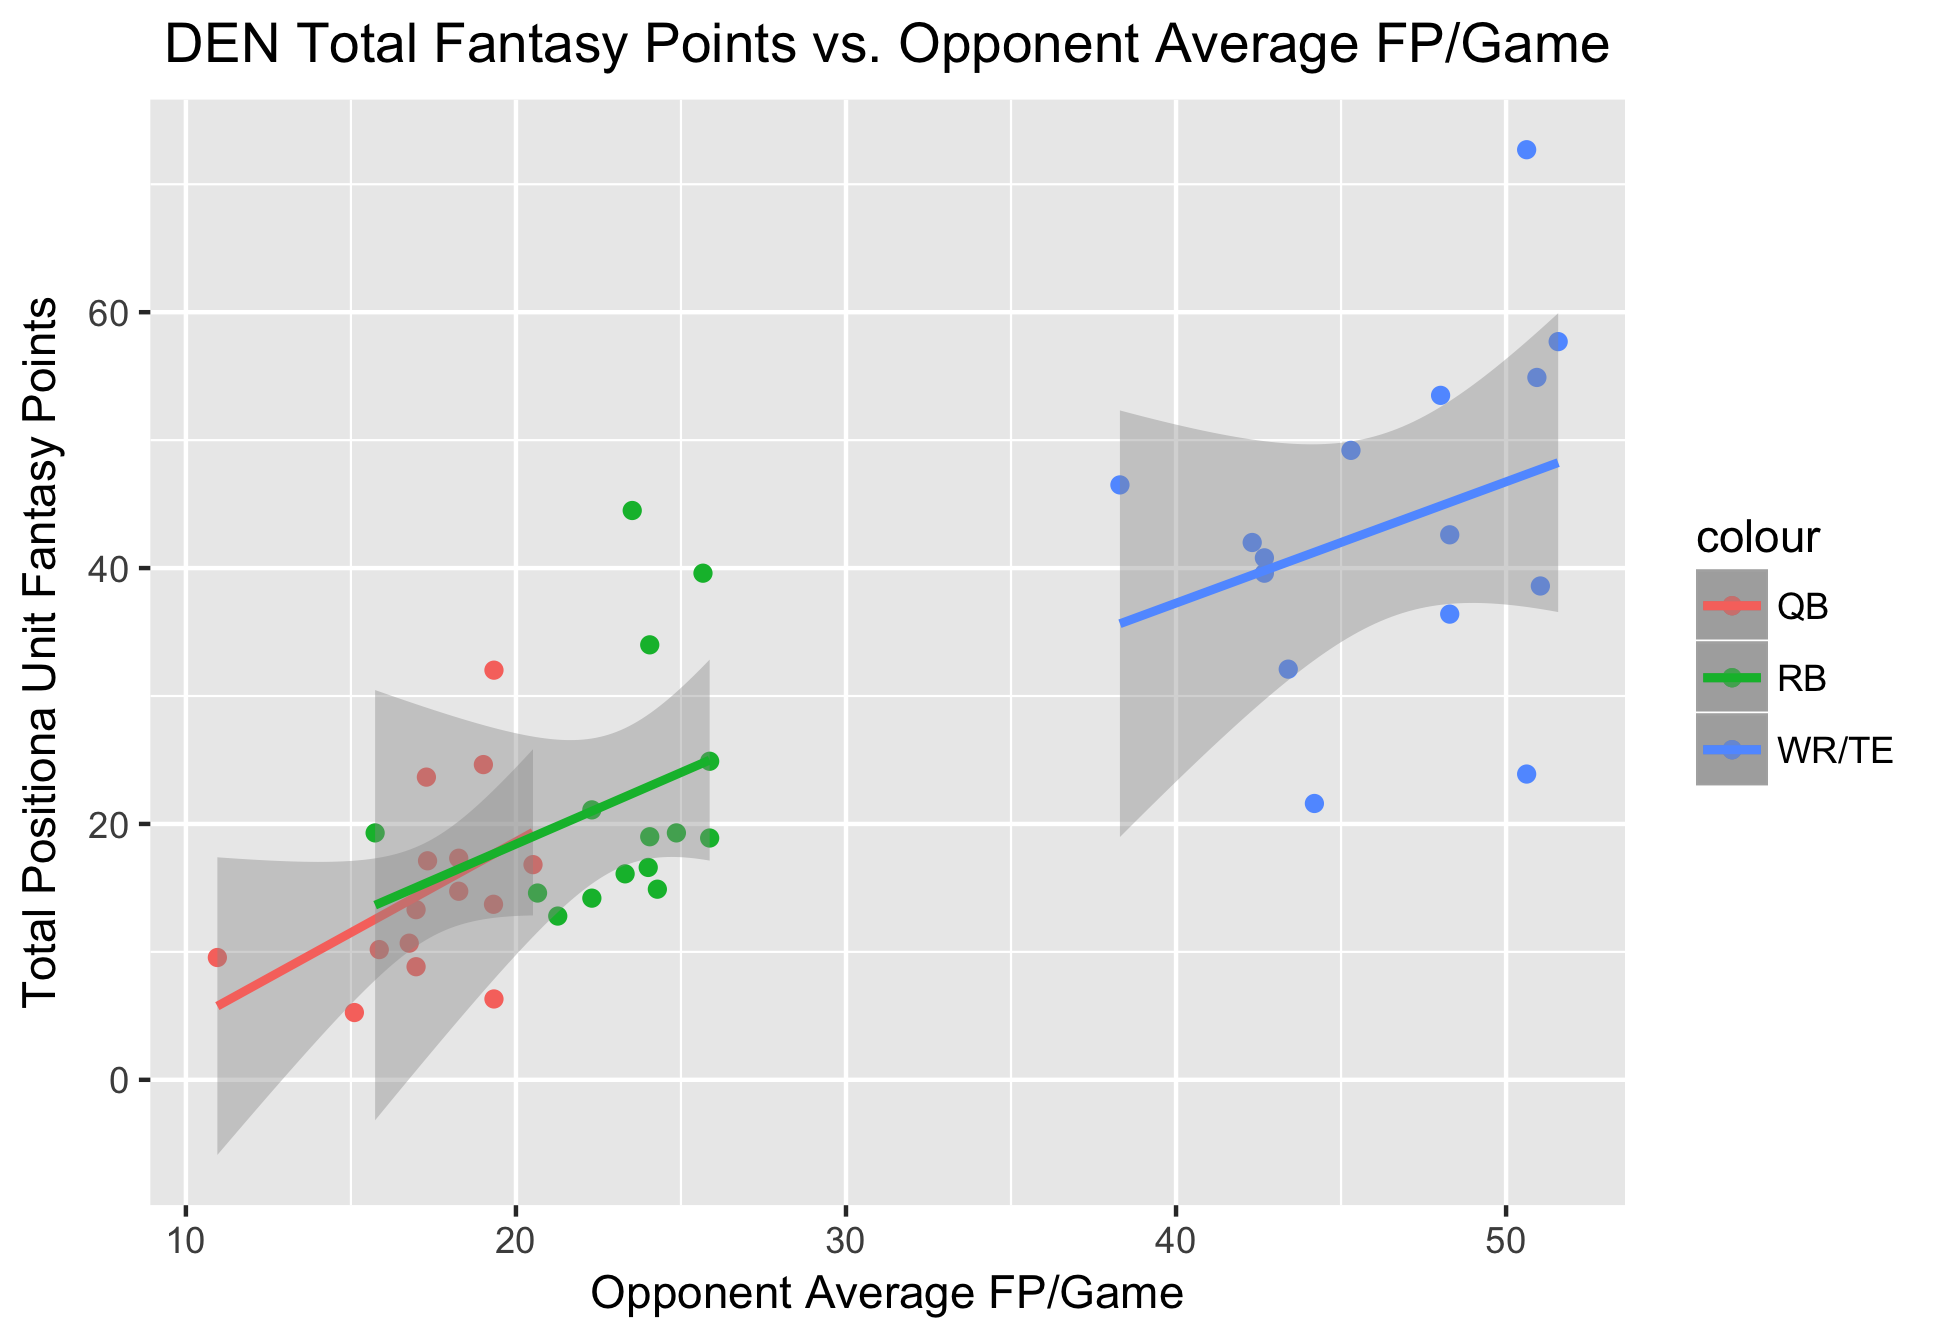 DEN Total Fantasy Points vs. Opponent Average FP/Game
Total Positiona Unit Fantasy Points
60
40
20
0
10 20 30 40 50
Opponent Average FP/Game
colour
QB
RB
WR/TE